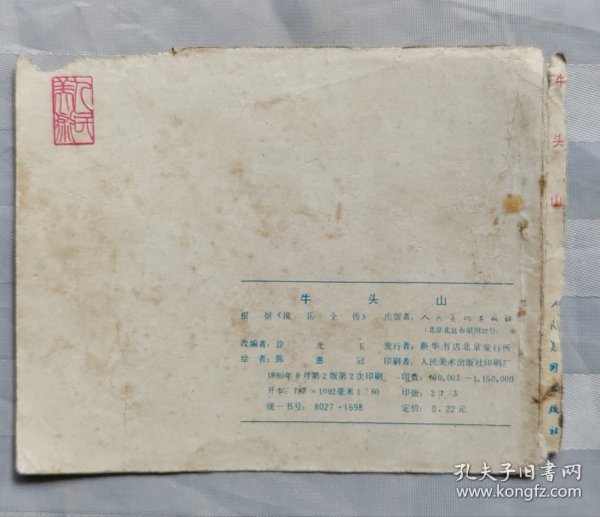 人民美术
牛头山
根据《说岳全传》 出版者：人民美术出版社
(北京北总布胡同32号)
改编者：徐光玉 发行者：新华书店北京发行所
绘者：陈惠冠 印刷者：人民美术出版社印刷厂
1980年6月第2版第2次印刷 印数：450,001—1,150,000
开本：787×1092毫米1/60 印张：2 2/3
统一书号：8027·1698 定价：0.22元
牛头山
人民美术出版社
孔夫子旧书网
www.kongfz.com